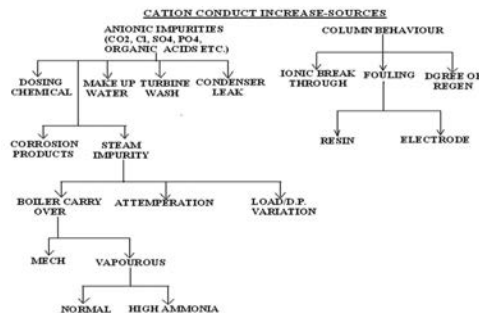 CATION CONDUCT INCREASE-SOURCES
ANIONIC IMPURITIES
(CO2, Cl, SO4, PO4,
ORGANIC ACIDS ETC.)
COLUMN BEHAVIOUR
DOSING
CHEMICAL
MAKE UP
WATER
TURBINE
WASH
CONDENSER
LEAK
IONIC BREAK
THROUGH
FOULING
DGREE OF
REGEN
CORROSION
PRODUCTS
STEAM
IMPURITY
RESIN
ELECTRODE
BOILER CARRY
OVER
ATTEMPERATION
LOAD/D.P.
VARIATION
MECH
VAPOUROUS
NORMAL
HIGH AMMONIA